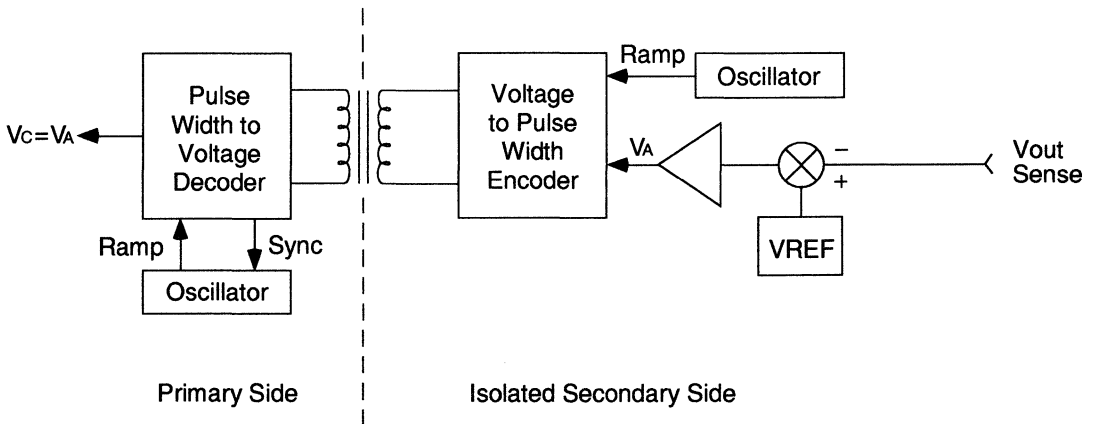 Pulse
Width to
Voltage
Decoder
VC=VA
Ramp
Sync
Oscillator
Voltage
to Pulse
Width
Encoder
Ramp
Oscillator
VA
−
+
Vout
Sense
VREF
Primary Side
Isolated Secondary Side